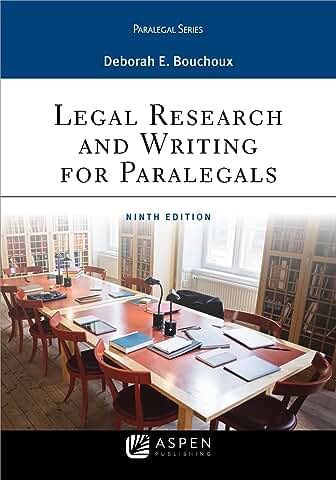 Paralegal Series
Deborah E. Bouchoux
Legal Research
and Writing
for Paralegals
NINTH EDITION
ASPEN
PUBLISHING